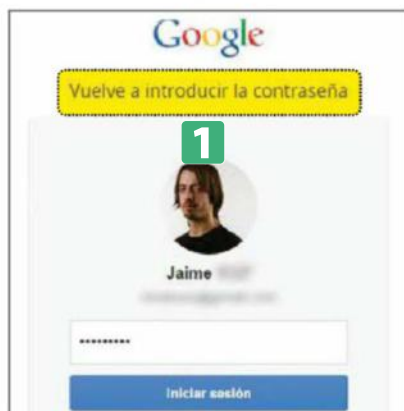 Google
Vuelve a introducir la contraseña
1
Jaime
•••••••••
Iniciar sesión